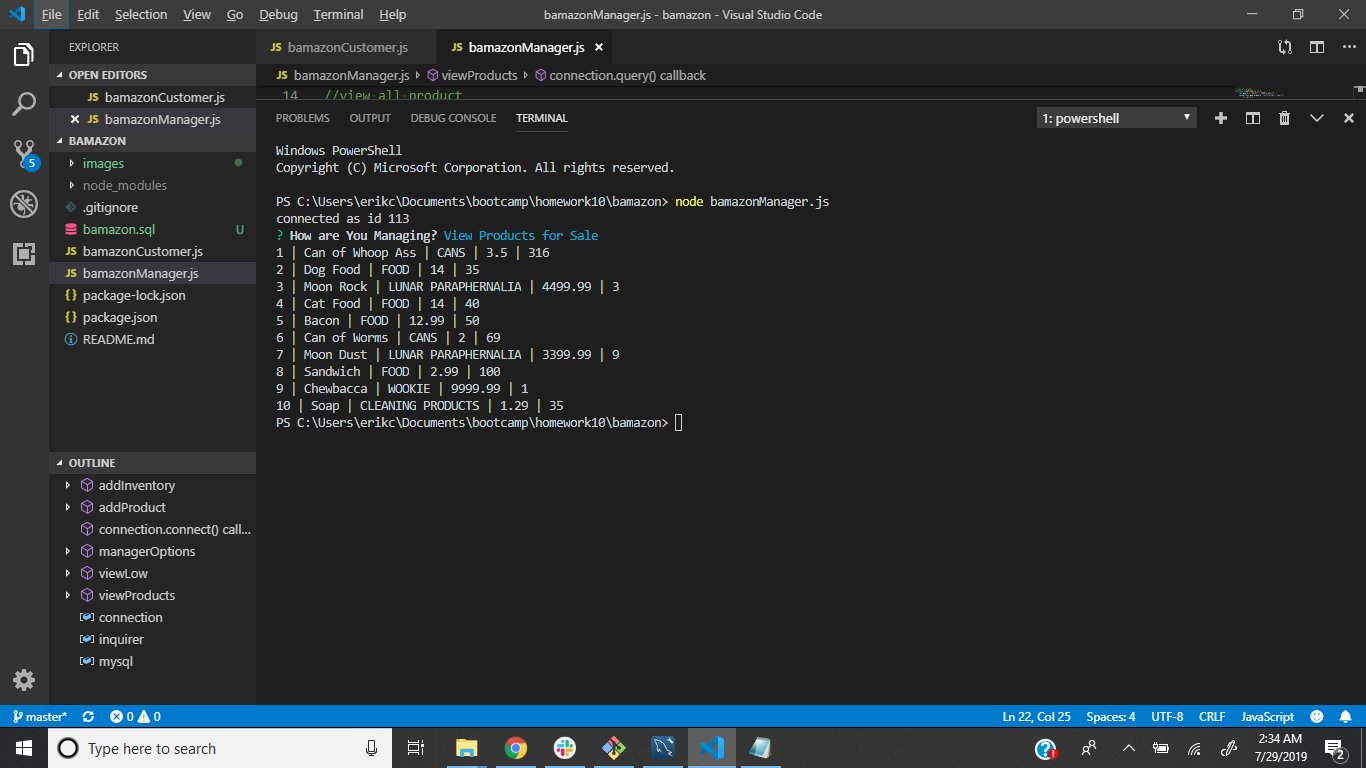 File Edit Selection View Go Debug Terminal Help bamazonManager.js - bamazon - Visual Studio Code
EXPLORER
OPEN EDITORS
JS bamazonCustomer.js
JS bamazonManager.js
BAMAZON
images
node_modules
.gitignore
bamazon.sql U
JS bamazonCustomer.js
JS bamazonManager.js
{} package-lock.json
{} package.json
README.md
OUTLINE
addInventory
addProduct
connection.connect() call...
managerOptions
viewLow
viewProducts
connection
inquirer
mysql
5
JS bamazonCustomer.js JS bamazonManager.js
JS bamazonManager.js viewProducts connection.query() callback
14 //view all product
PROBLEMS OUTPUT DEBUG CONSOLE TERMINAL 1: powershell
Windows PowerShell
Copyright (C) Microsoft Corporation. All rights reserved.
PS C:\Users\erikc\Documents\bootcamp\homework10\bamazon> node bamazonManager.js
connected as id 113
? How are You Managing? View Products for Sale
1 | Can of Whoop Ass | CANS | 3.5 | 316
2 | Dog Food | FOOD | 14 | 35
3 | Moon Rock | LUNAR PARAPHERNALIA | 4499.99 | 3
4 | Cat Food | FOOD | 14 | 40
5 | Bacon | FOOD | 12.99 | 50
6 | Can of Worms | CANS | 2 | 69
7 | Moon Dust | LUNAR PARAPHERNALIA | 3399.99 | 9
8 | Sandwich | FOOD | 2.99 | 100
9 | Chewbacca | WOOKIE | 9999.99 | 1
10 | Soap | CLEANING PRODUCTS | 1.29 | 35
PS C:\Users\erikc\Documents\bootcamp\homework10\bamazon>
master* 0 0 Ln 22, Col 25 Spaces: 4 UTF-8 CRLF JavaScript
Type here to search
2:34 AM
7/29/2019
2